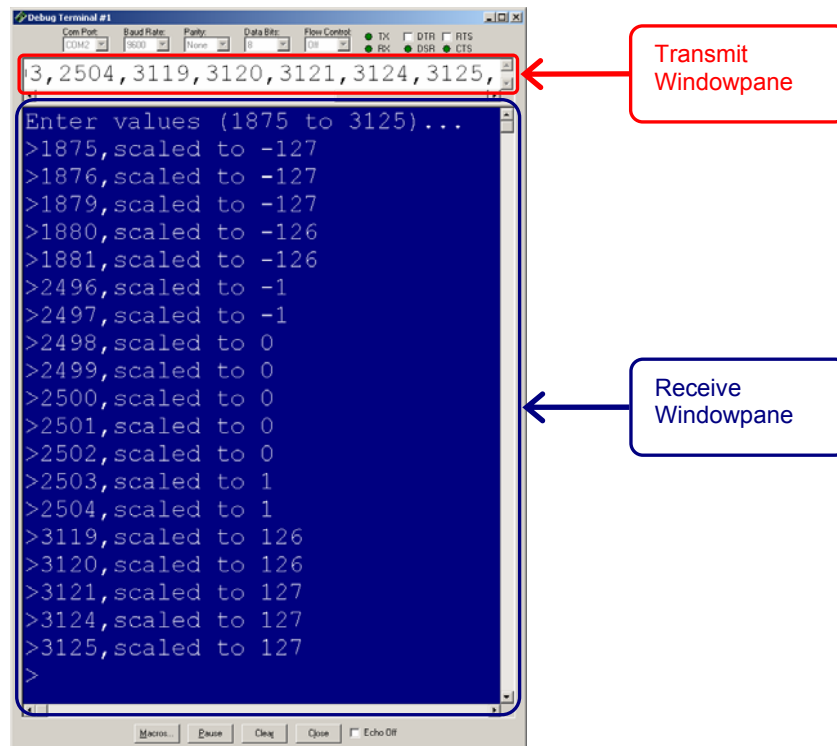 Debug Terminal #1
Com Port: Baud Rate: Parity: Data Bits: Flow Control: TX DTR RTS
COM2 9600 None 8 Off RX DSR CTS
3,2504,3119,3120,3121,3124,3125,
Transmit
Windowpane
Enter values (1875 to 3125)...
>1875,scaled to -127
>1876,scaled to -127
>1879,scaled to -127
>1880,scaled to -126
>1881,scaled to -126
>2496,scaled to -1
>2497,scaled to -1
>2498,scaled to 0
>2499,scaled to 0
>2500,scaled to 0
>2501,scaled to 0
>2502,scaled to 0
>2503,scaled to 1
>2504,scaled to 1
>3119,scaled to 126
>3120,scaled to 126
>3121,scaled to 127
>3124,scaled to 127
>3125,scaled to 127
>
Receive
Windowpane
Macros... Pause Clear Close Echo Off